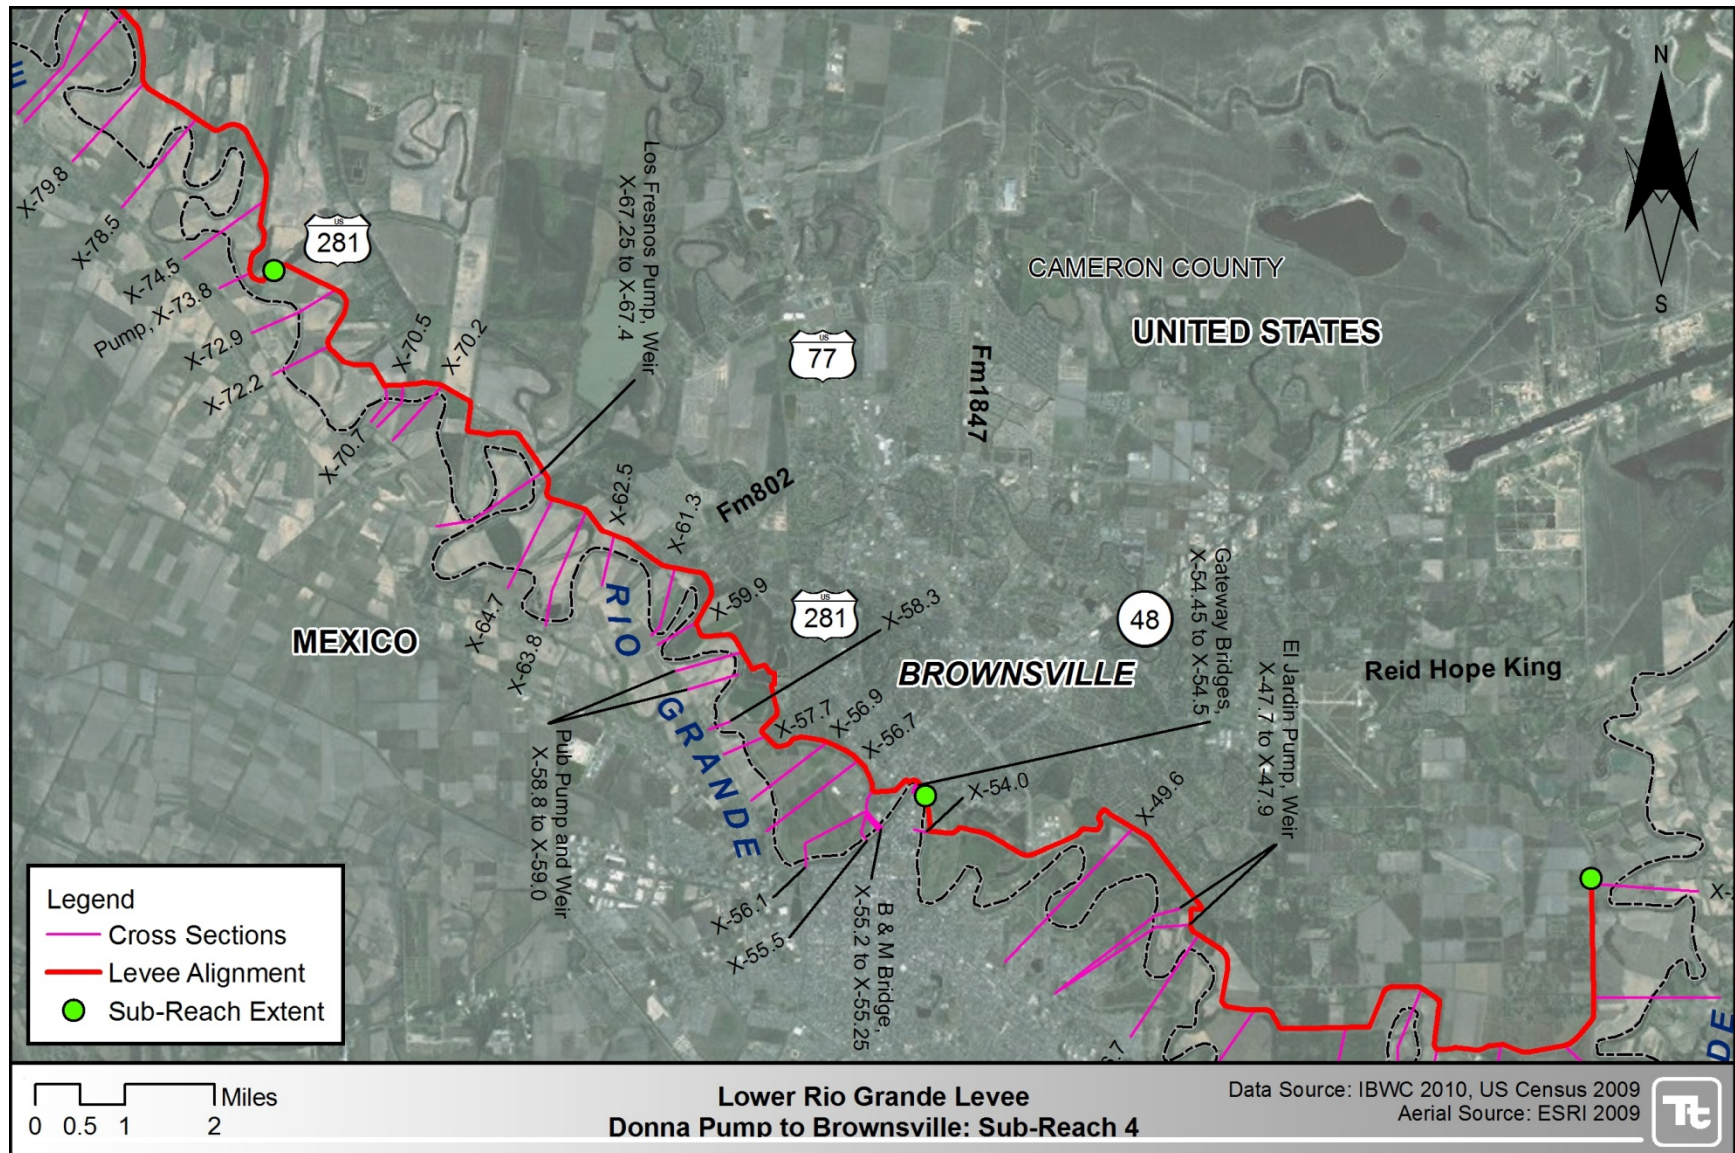 E
X-79.8
X-78.5
X-74.5
Pump, X-73.8
X-72.9
X-72.2
X-70.7
X-70.5
X-70.2
US
281
Los Fresnos Pump, Weir
X-67.25 to X-67.4
N
S
CAMERON COUNTY
UNITED STATES
US
77
Fm1847
Fm802
X-62.5
X-61.3
X-64.7
X-63.8
MEXICO
RIO
GRANDE
X-59.9
X-58.3
US
281
48
BROWNSVILLE
Gateway Bridges,
X-54.45 to X-54.5
El Jardin Pump, Weir
X-47.7 to X-47.9
Reid Hope King
Pub Pump and Weir
X-58.8 to X-59.0
X-57.7
X-56.9
X-56.7
X-54.0
X-49.6
X-56.1
X-55.5
B & M Bridge,
X-55.2 to X-55.25
X-
DE
Legend
Cross Sections
Levee Alignment
Sub-Reach Extent
0 0.5 1 2 Miles
Lower Rio Grande Levee
Donna Pump to Brownsville: Sub-Reach 4
Data Source: IBWC 2010, US Census 2009
Aerial Source: ESRI 2009
Tt